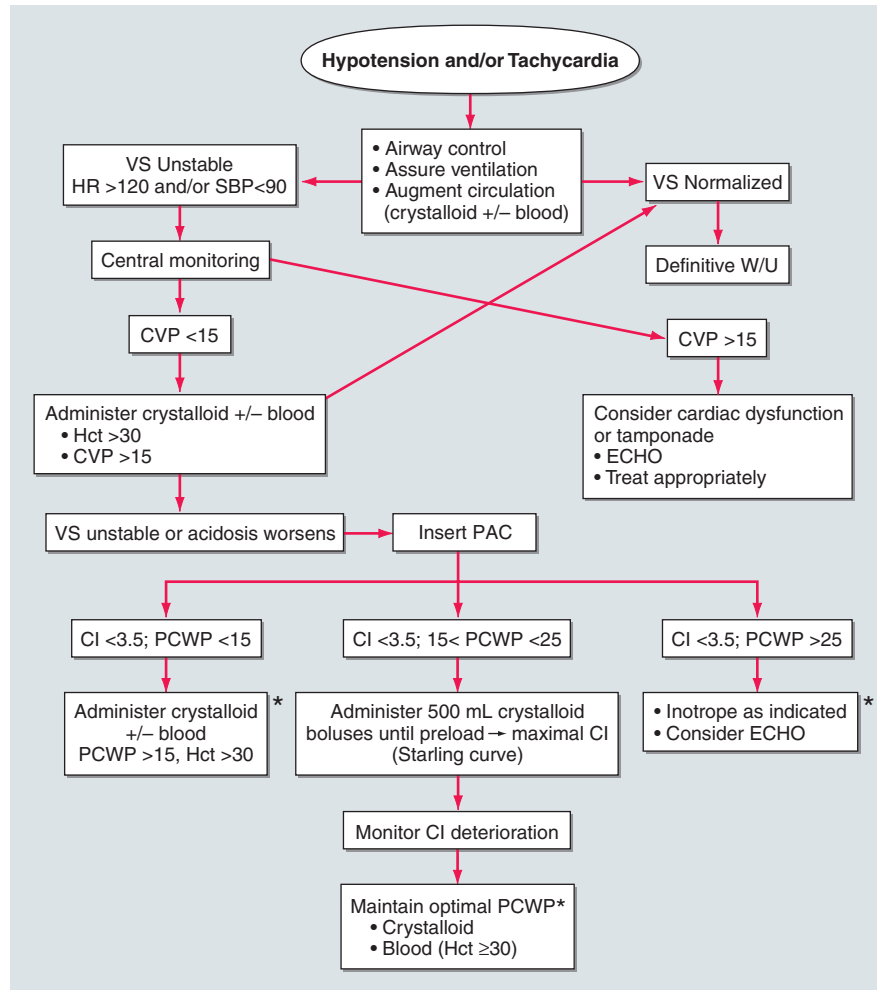 Hypotension and/or Tachycardia
• Airway control
• Assure ventilation
• Augment circulation
(crystalloid +/– blood)
VS Unstable
HR >120 and/or SBP<90
VS Normalized
Central monitoring
Definitive W/U
CVP <15
CVP >15
Administer crystalloid +/– blood
• Hct >30
• CVP >15
Consider cardiac dysfunction
or tamponade
• ECHO
• Treat appropriately
VS unstable or acidosis worsens
Insert PAC
CI <3.5; PCWP <15
CI <3.5; 15< PCWP <25
CI <3.5; PCWP >25
Administer crystalloid
+/– blood
PCWP >15, Hct >30
*
Administer 500 mL crystalloid
boluses until preload → maximal CI
(Starling curve)
• Inotrope as indicated
• Consider ECHO
*
Monitor CI deterioration
Maintain optimal PCWP*
• Crystalloid
• Blood (Hct ≥30)